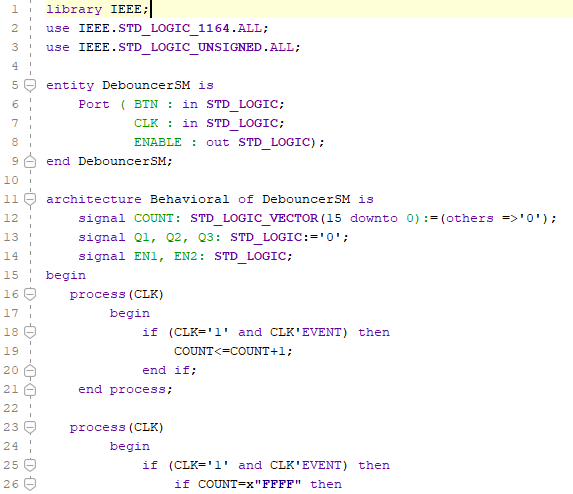 1 library IEEE;
2 use IEEE.STD_LOGIC_1164.ALL;
3 use IEEE.STD_LOGIC_UNSIGNED.ALL;
4
5 entity DebouncerSM is
6     Port ( BTN : in STD_LOGIC;
7            CLK : in STD_LOGIC;
8            ENABLE : out STD_LOGIC);
9 end DebouncerSM;
10
11 architecture Behavioral of DebouncerSM is
12     signal COUNT: STD_LOGIC_VECTOR(15 downto 0):=(others =>'0');
13     signal Q1, Q2, Q3: STD_LOGIC:='0';
14     signal EN1, EN2: STD_LOGIC;
15 begin
16    process(CLK)
17         begin
18             if (CLK='1' and CLK'EVENT) then
19                 COUNT<=COUNT+1;
20             end if;
21     end process;
22
23    process(CLK)
24         begin
25             if (CLK='1' and CLK'EVENT) then
26                 if COUNT=x"FFFF" then